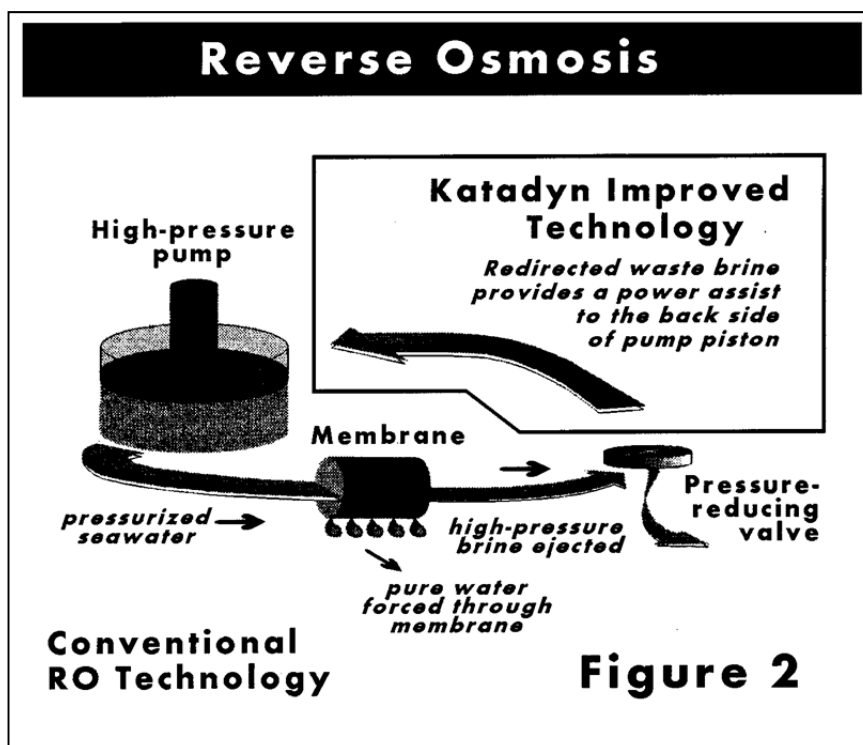 Reverse Osmosis
Katadyn Improved
Technology
Redirected waste brine
provides a power assist
to the back side
of pump piston
High-pressure
pump
Membrane
pressurized
seawater
high-pressure
brine ejected
Pressure-
reducing
valve
pure water
forced through
membrane
Conventional
RO Technology
Figure 2